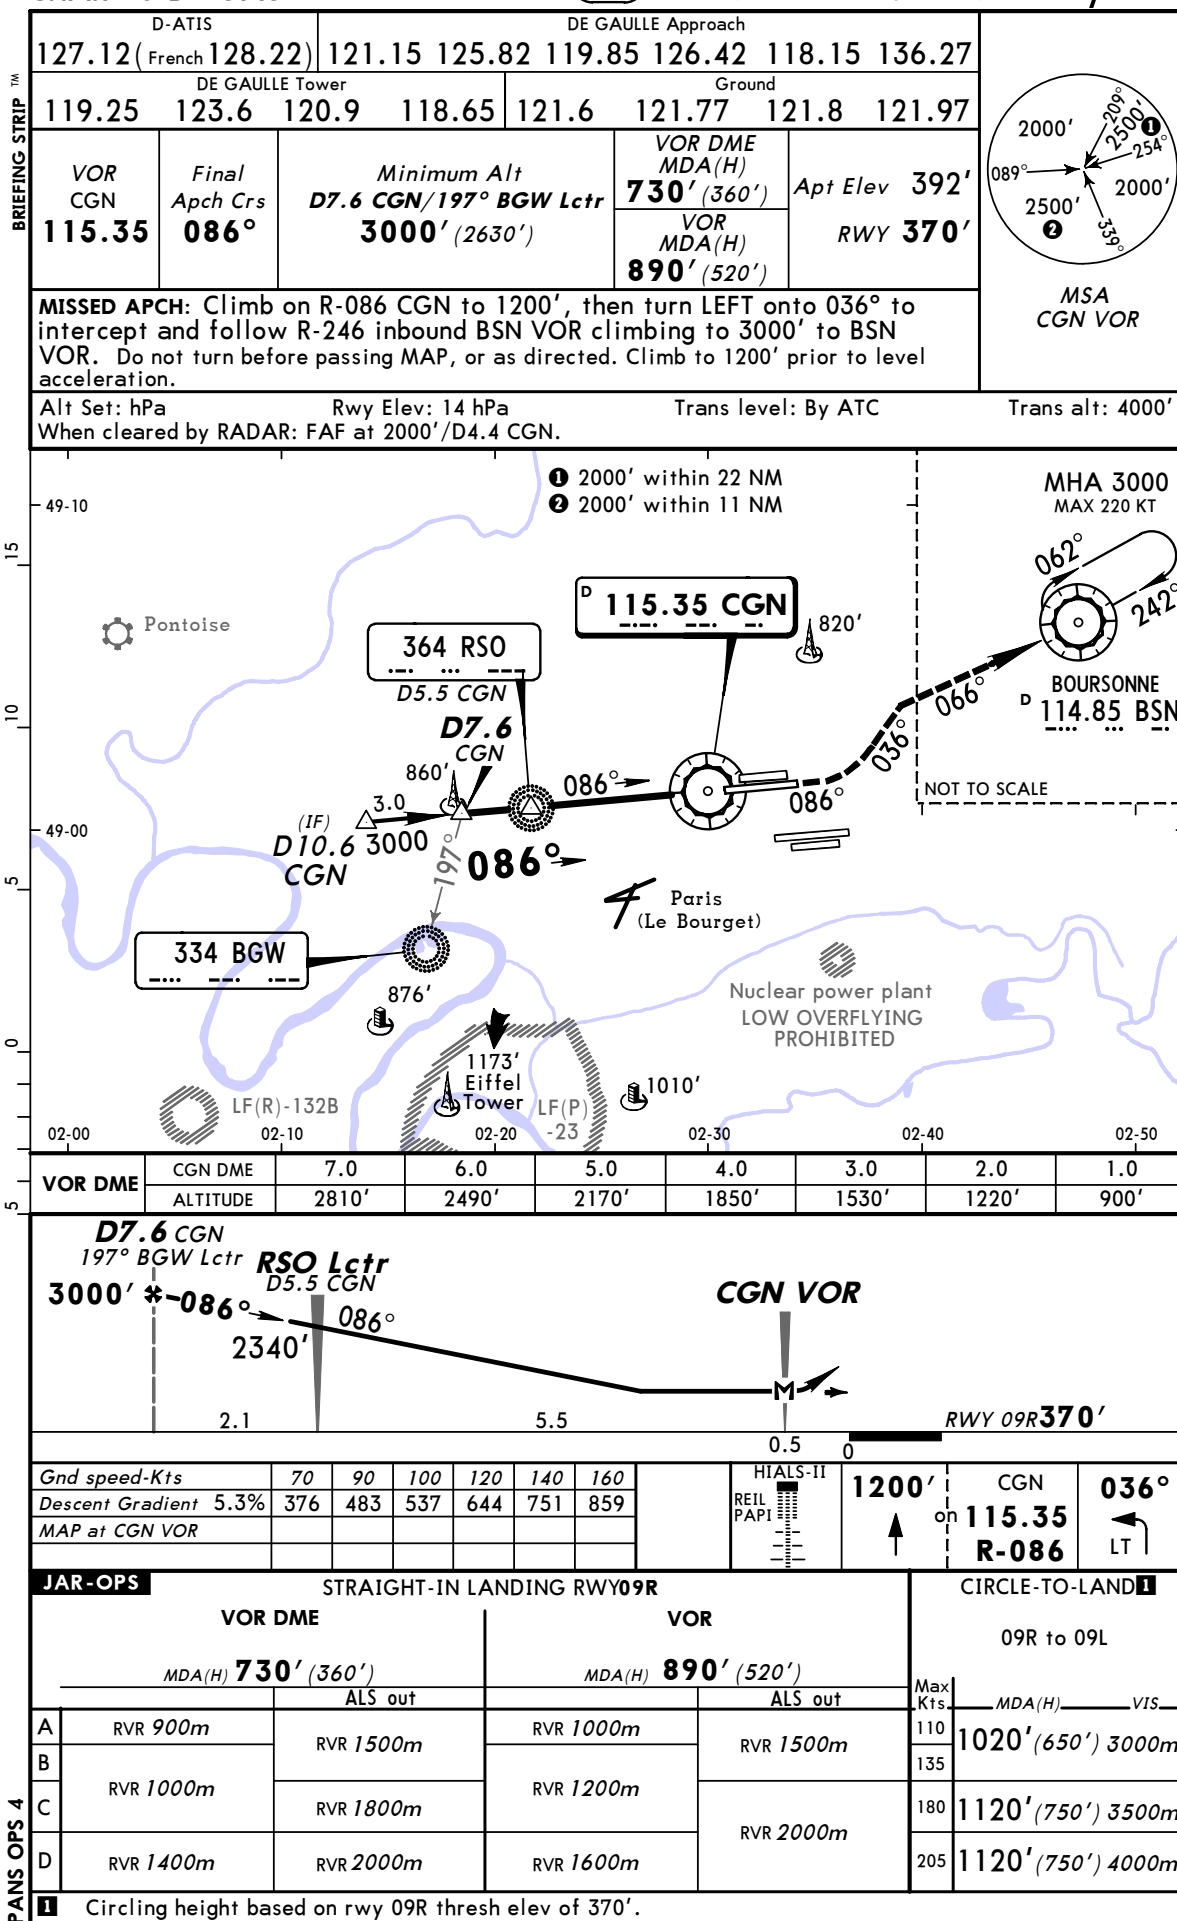 D-ATIS
127.12 ( French 128.22)
DE GAULLE Approach
121.15 125.82 119.85 126.42 118.15 136.27
DE GAULLE Tower
119.25 123.6 120.9 118.65
Ground
121.6 121.77 121.8 121.97
BRIEFING STRIP TM
VOR
CGN
115.35
Final
Apch Crs
086°
Minimum Alt
D7.6 CGN/197° BGW Lctr
3000' (2630')
VOR DME
MDA(H)
730' (360')
VOR
MDA(H)
890' (520')
Apt Elev 392'
RWY 370'
2000'
209°
2500' 1
254°
089°
2000'
2500'
2
339°
MSA
CGN VOR
MISSED APCH: Climb on R-086 CGN to 1200', then turn LEFT onto 036° to
intercept and follow R-246 inbound BSN VOR climbing to 3000' to BSN
VOR. Do not turn before passing MAP, or as directed. Climb to 1200' prior to level
acceleration.
Alt Set: hPa Rwy Elev: 14 hPa Trans level: By ATC Trans alt: 4000'
When cleared by RADAR: FAF at 2000'/D4.4 CGN.
1 2000' within 22 NM
2 2000' within 11 NM
MHA 3000
MAX 220 KT
49-10
15
062°
242°
D 115.35 CGN
820'
Pontoise
364 RSO
D5.5 CGN
BOURSONNE
D 114.85 BSN
10
066°
D7.6
CGN
036°
860'
086°
3.0
086°
NOT TO SCALE
(IF)
D10.6 3000
CGN
49-00
197°
086°
5
Paris
(Le Bourget)
334 BGW
876'
Nuclear power plant
LOW OVERFLYING
PROHIBITED
0
1173'
Eiffel
Tower
1010'
LF(R)-132B
LF(P)
-23
02-00 02-10 02-20 02-30 02-40 02-50
5
VOR DME
CGN DME 7.0 6.0 5.0 4.0 3.0 2.0 1.0
ALTITUDE 2810' 2490' 2170' 1850' 1530' 1220' 900'
D7.6 CGN
197° BGW Lctr
RSO Lctr
D5.5 CGN
3000'
086°
086°
2340'
CGN VOR
M
2.1 5.5
0.5 0
RWY 09R 370'
Gnd speed-Kts 70 90 100 120 140 160
Descent Gradient 5.3% 376 483 537 644 751 859
MAP at CGN VOR
HIALS-II
REIL
PAPI
1200'
on
CGN
115.35
R-086
036°
LT
JAR-OPS
STRAIGHT-IN LANDING RWY09R
CIRCLE-TO-LAND 1
VOR DME
VOR
09R to 09L
MDA(H) 730' (360')
MDA(H) 890' (520')
ALS out
ALS out
Max
Kts
MDA(H) VIS
A RVR 900m RVR 1500m RVR 1000m RVR 1500m 110 1020' (650') 3000m
B RVR 1000m RVR 1200m 135
C RVR 1800m RVR 2000m 180 1120' (750') 3500m
D RVR 1400m RVR 2000m RVR 1600m 205 1120' (750') 4000m
PANS OPS 4
1 Circling height based on rwy 09R thresh elev of 370'.